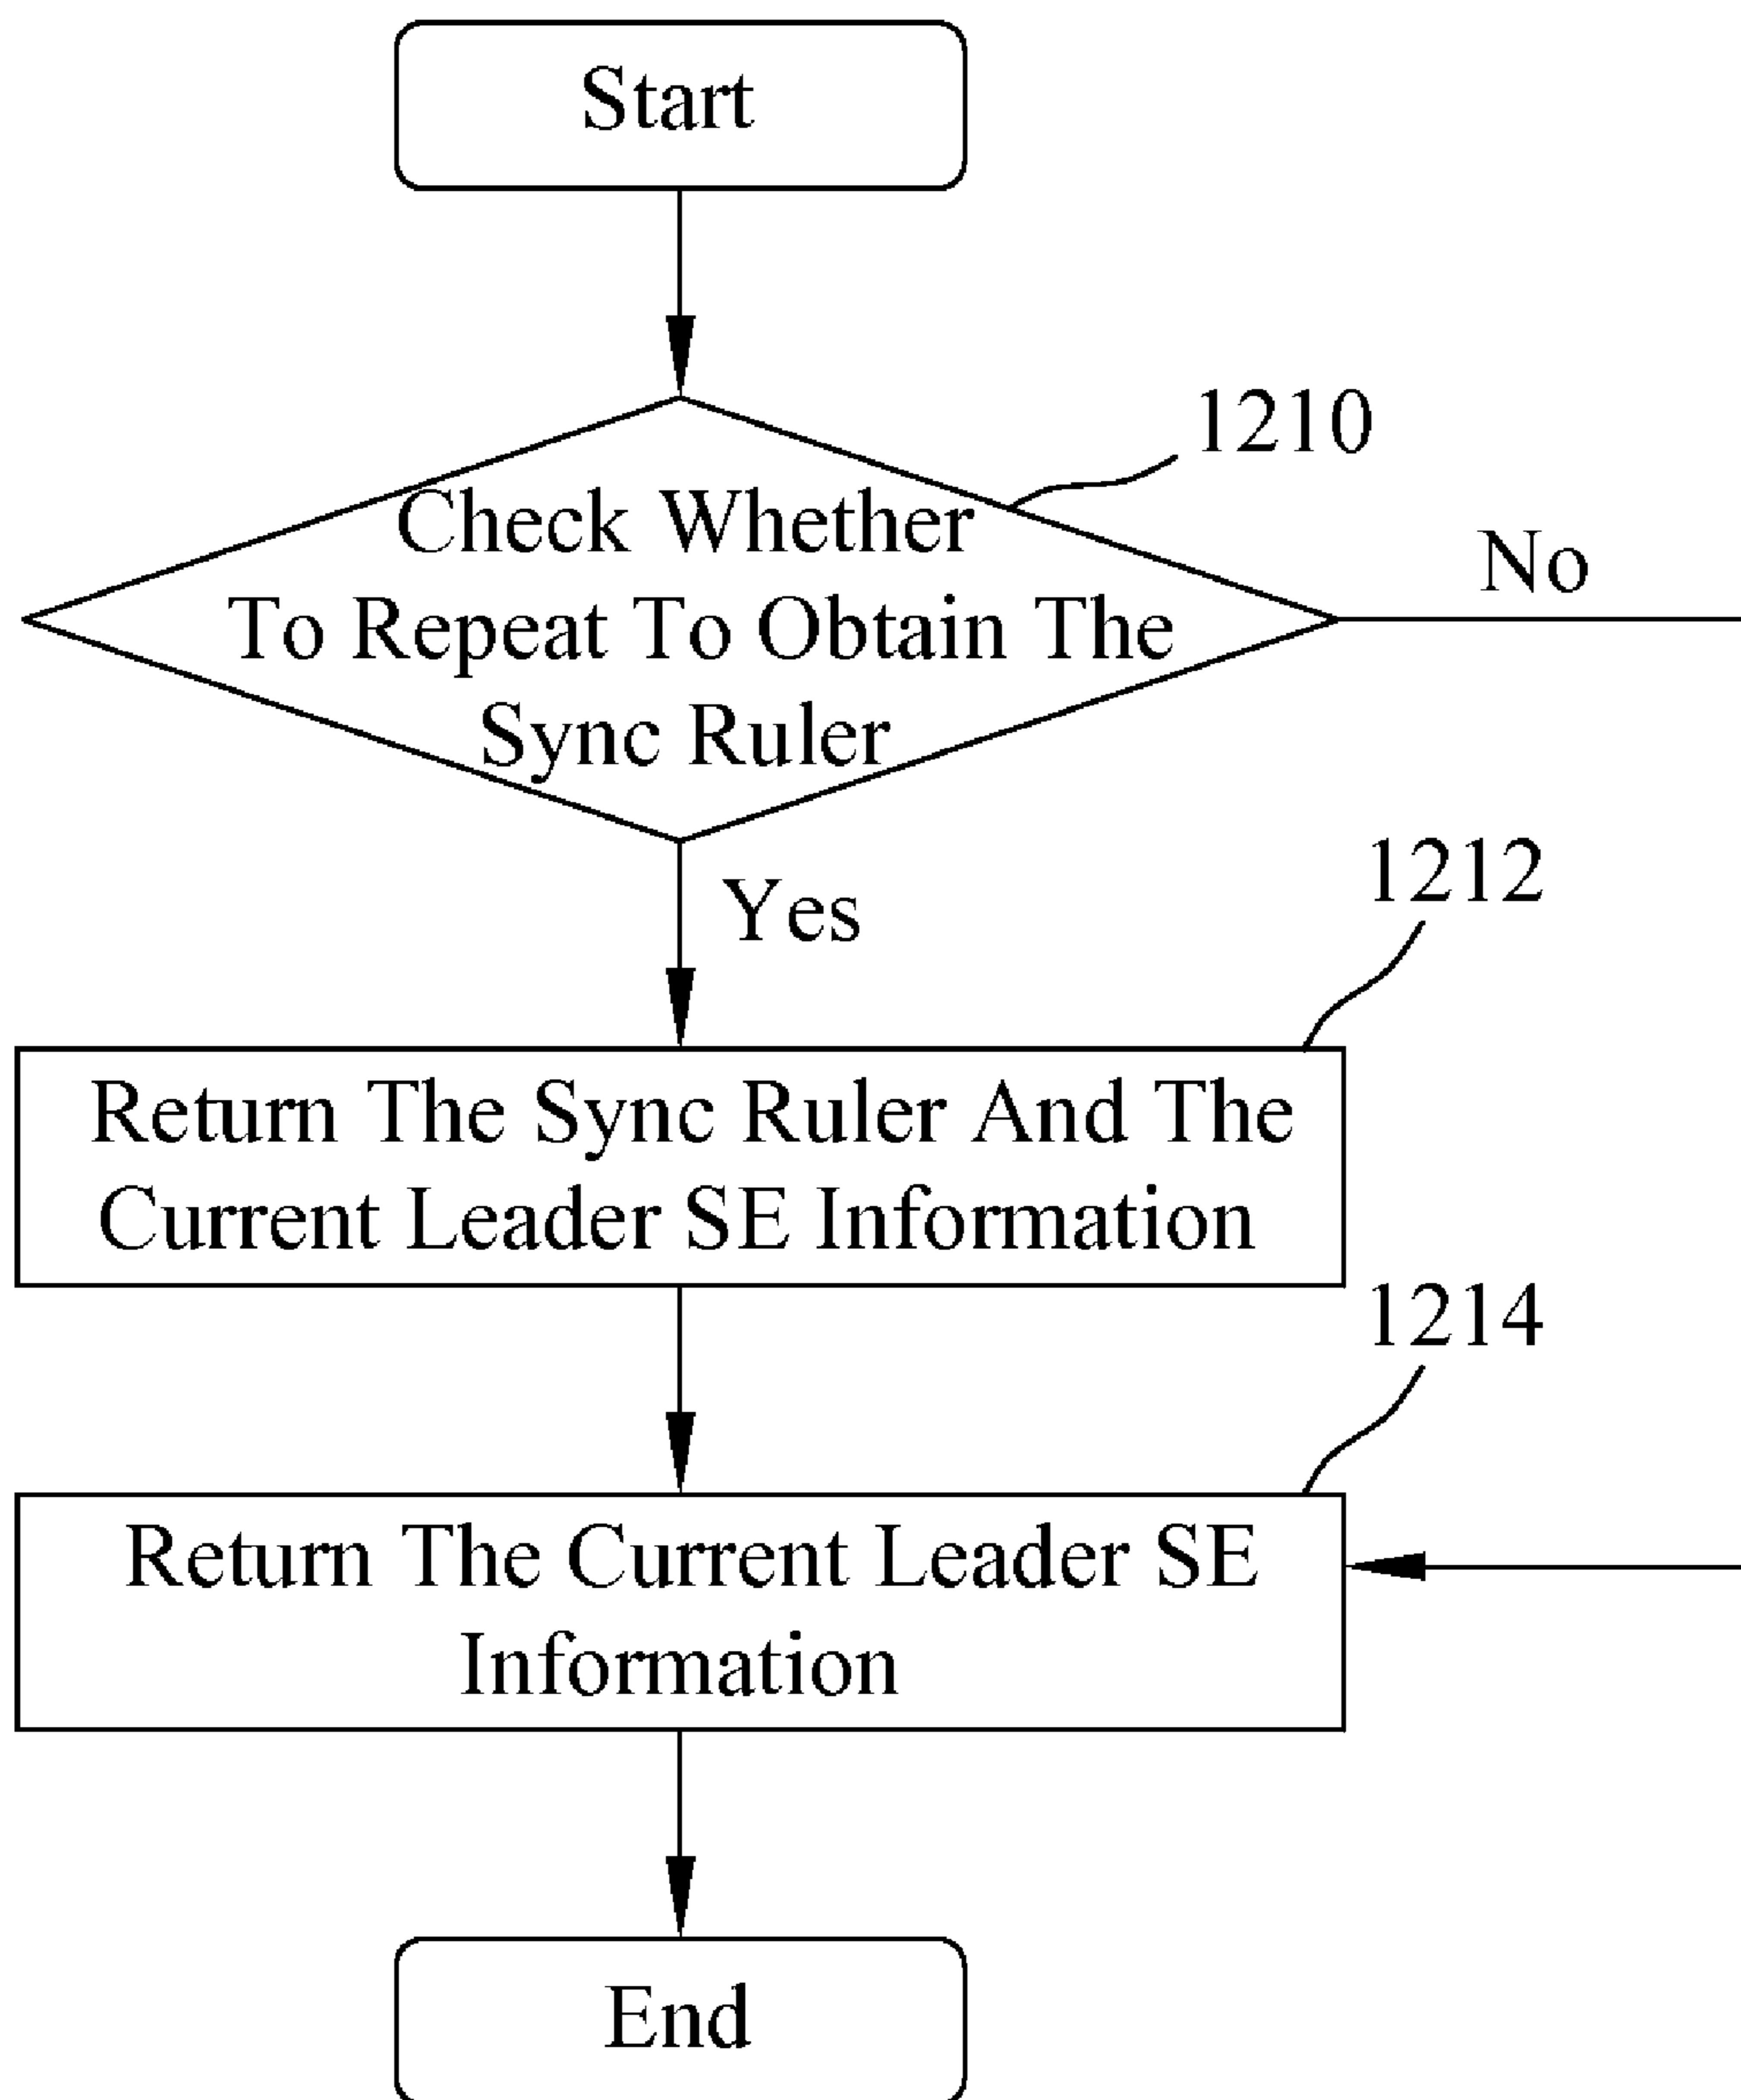 Start
1210
Check Whether
To Repeat To Obtain The
Sync Ruler
No
Yes
1212
Return The Sync Ruler And The
Current Leader SE Information
1214
Return The Current Leader SE
Information
End